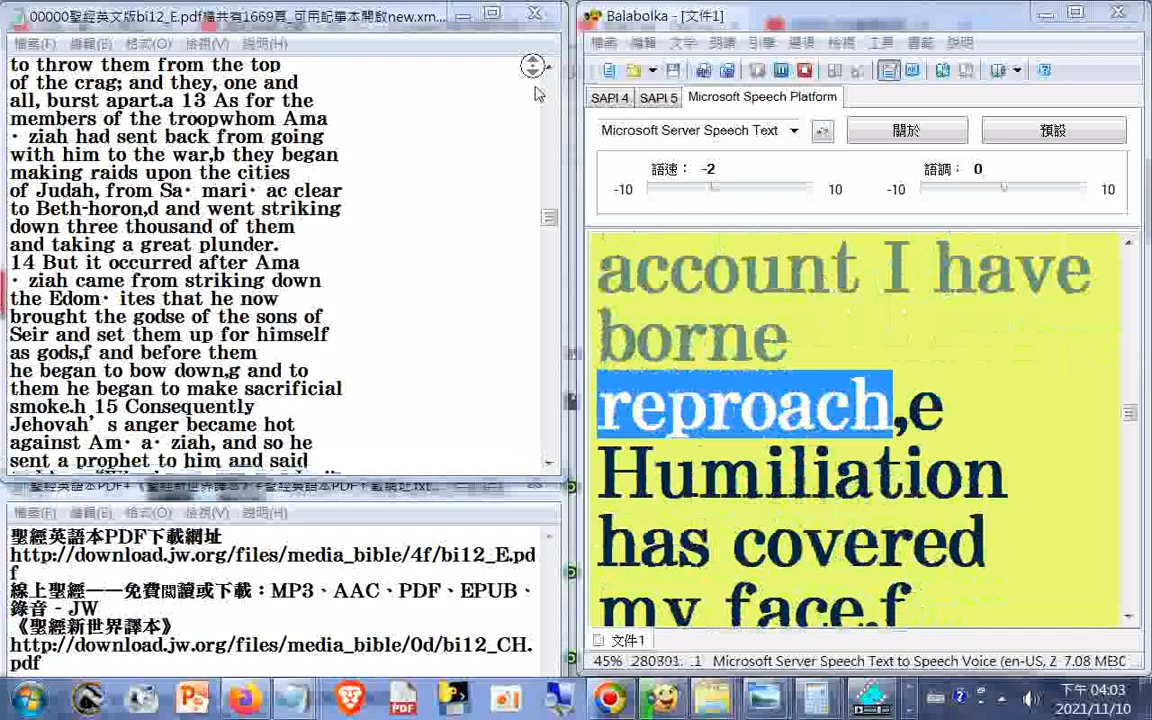 00000聖經英文版bi12_E.pdf檔共有1669頁_可用記事本開啟new.xm...
檔案(F) 編輯(E) 格式(O) 檢視(V) 說明(H)
to throw them from the top
of the crag; and they, one and
all, burst apart.a 13 As for the
members of the troopwhom Ama
· ziah had sent back from going
with him to the war,b they began
making raids upon the cities
of Judah, from Sa· mari· ac clear
to Beth-horon,d and went striking
down three thousand of them
and taking a great plunder.
14 But it occurred after Ama
· ziah came from striking down
the Edom· ites that he now
brought the godse of the sons of
Seir and set them up for himself
as gods,f and before them
he began to bow down,g and to
them he began to make sacrificial
smoke.h 15 Consequently
Jehovah’s anger became hot
against Am· a· ziah, and so he
sent a prophet to him and said
檔案(F) 編輯(E) 格式(O) 檢視(V) 說明(H)
聖經英語本PDF下載網址
http://download.jw.org/files/media_bible/4f/bi12_E.pd
f
線上聖經——免費閱讀或下載：MP3、AAC、PDF、EPUB、
錄音 - JW
《聖經新世界譯本》
http://download.jw.org/files/media_bible/0d/bi12_CH.
pdf
Balabolka - [文件1]
檔案 編輯 文字 朗讀 引擎 選項 檢視 工具 書籤 說明
SAPI 4 SAPI 5 Microsoft Speech Platform
Microsoft Server Speech Text 關於 預設
語速： -2 語調： 0
-10 10 -10 10
account I have
borne
reproach,e
Humiliation
has covered
my face.f
文件1
45% 280301. .1 Microsoft Server Speech Text to Speech Voice (en-US, Z 7.08 MB
下午 04:03
2021/11/10